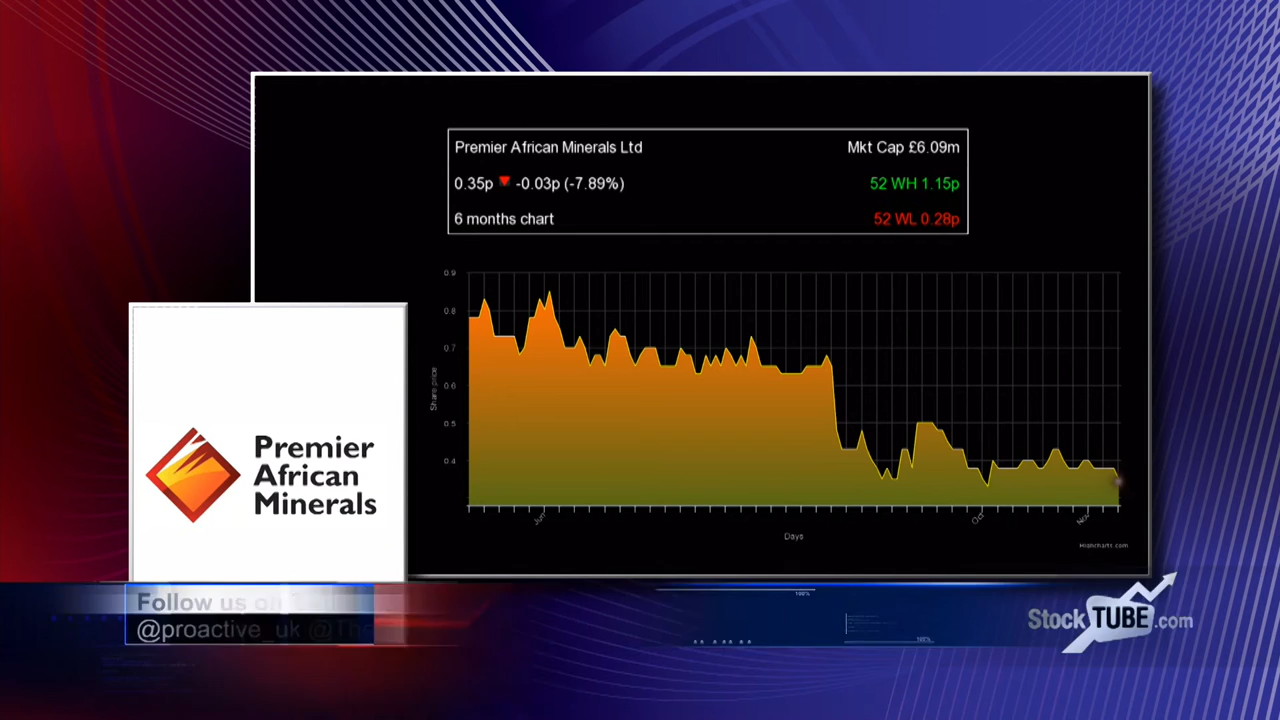 Premier African Minerals Ltd
Mkt Cap £6.09m
0.35p -0.03p (-7.89%)
52 WH 1.15p
6 months chart
52 WL 0.28p
0.9
0.8
0.7
0.6
0.5
0.4
Share price
Jun
Oct
Nov
Days
Highcharts.com
Premier
African
Minerals
Follow us on
@proactive_uk @The
100%
100%
StockTUBE.com